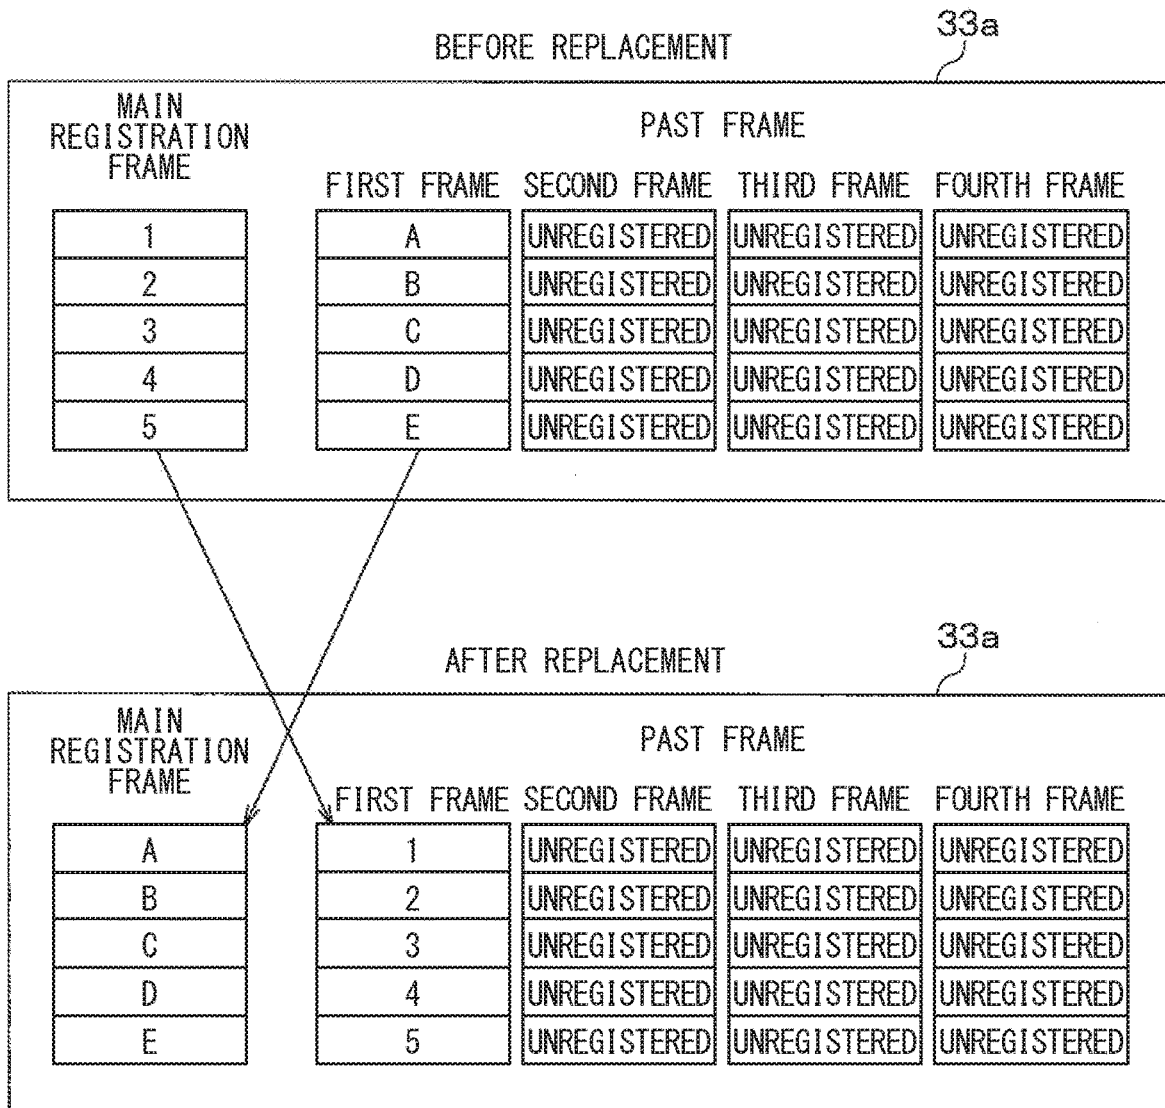 BEFORE REPLACEMENT
33a
MAIN
REGISTRATION
FRAME
PAST FRAME
FIRST FRAME SECOND FRAME THIRD FRAME FOURTH FRAME
1 A UNREGISTERED UNREGISTERED UNREGISTERED
2 B UNREGISTERED UNREGISTERED UNREGISTERED
3 C UNREGISTERED UNREGISTERED UNREGISTERED
4 D UNREGISTERED UNREGISTERED UNREGISTERED
5 E UNREGISTERED UNREGISTERED UNREGISTERED
AFTER REPLACEMENT
33a
MAIN
REGISTRATION
FRAME
PAST FRAME
FIRST FRAME SECOND FRAME THIRD FRAME FOURTH FRAME
A 1 UNREGISTERED UNREGISTERED UNREGISTERED
B 2 UNREGISTERED UNREGISTERED UNREGISTERED
C 3 UNREGISTERED UNREGISTERED UNREGISTERED
D 4 UNREGISTERED UNREGISTERED UNREGISTERED
E 5 UNREGISTERED UNREGISTERED UNREGISTERED